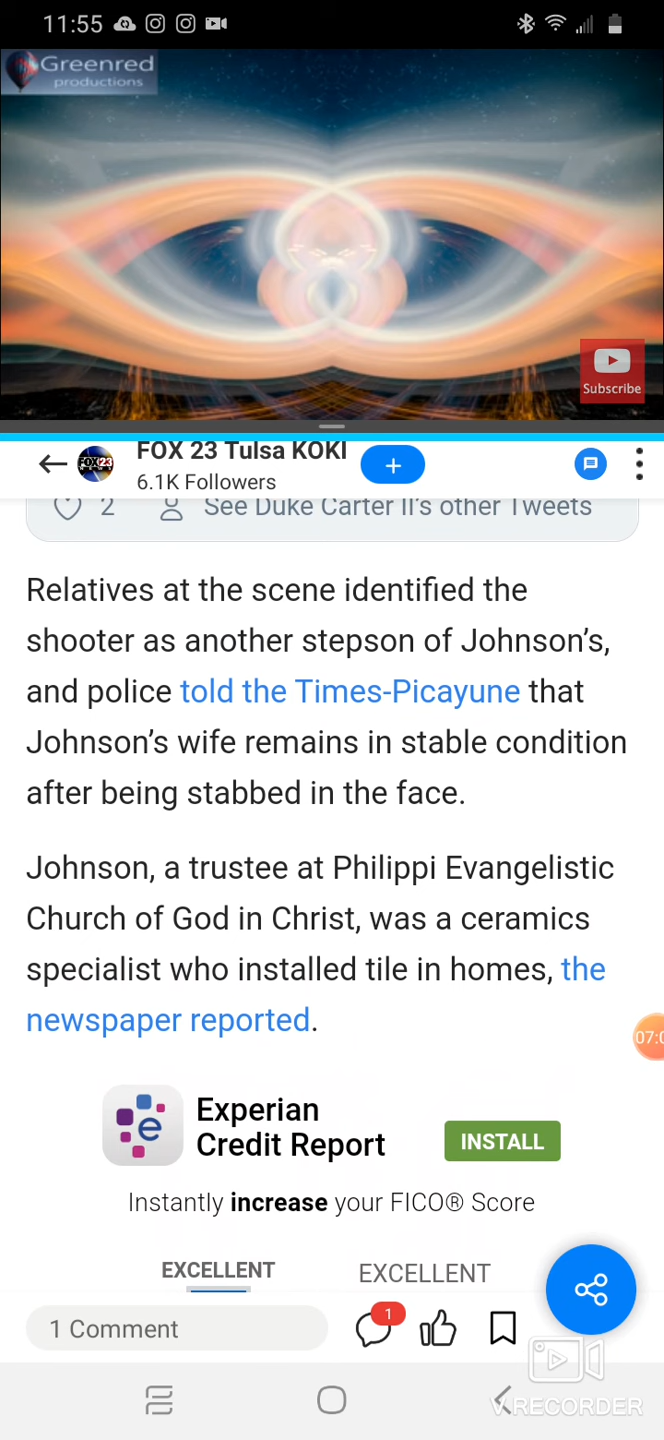 11:55
Greenred
productions
Subscribe
FOX 23 Tulsa KOKI
6.1K Followers
2 See Duke Carter II's other Tweets
Relatives at the scene identified the
shooter as another stepson of Johnson's,
and police told the Times-Picayune that
Johnson's wife remains in stable condition
after being stabbed in the face.
Johnson, a trustee at Philippi Evangelistic
Church of God in Christ, was a ceramics
specialist who installed tile in homes, the
newspaper reported.
07:0
e
Experian
Credit Report
INSTALL
Instantly increase your FICO® Score
EXCELLENT EXCELLENT
1 Comment
1
V.RECORDER